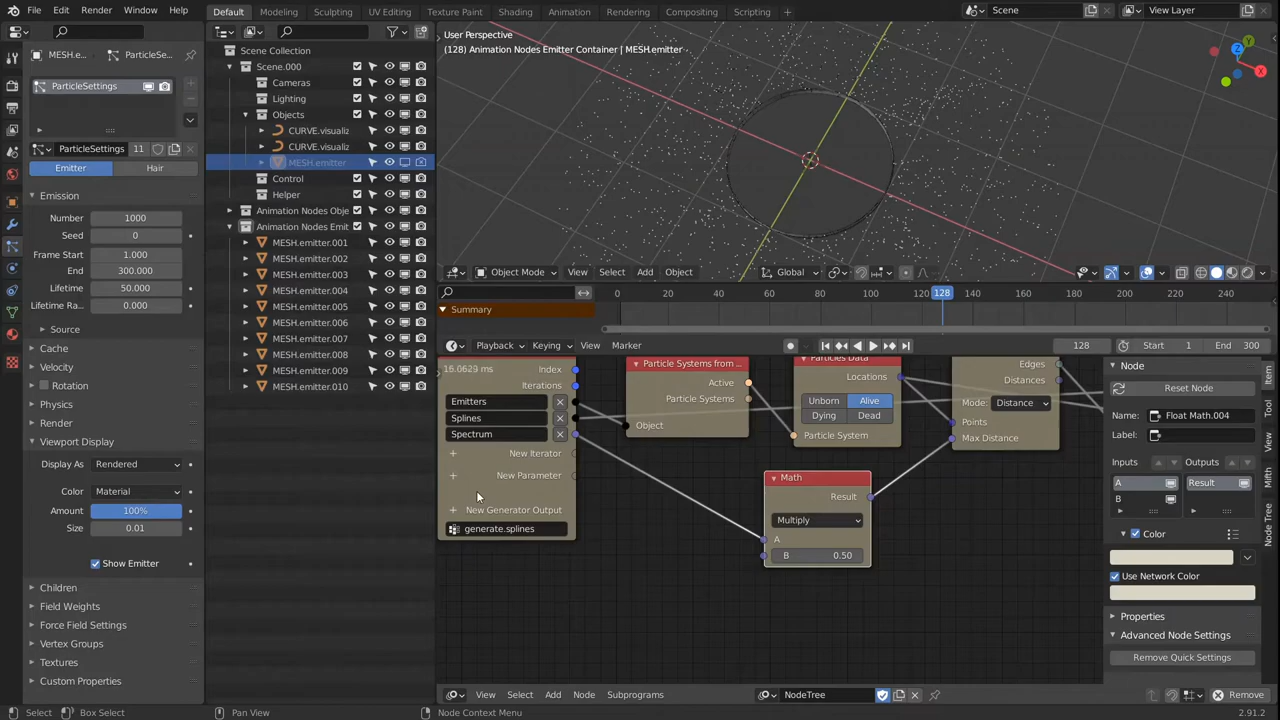 File Edit Render Window Help
Default Modeling Sculpting UV Editing Texture Paint Shading Animation Rendering Compositing Scripting +
Scene View Layer
MESH.e... ParticleSe...
ParticleSettings
ParticleSettings 11
Emitter Hair
Emission
Number 1000
Seed 0
Frame Start 1.000
End 300.000
Lifetime 50.000
Lifetime Ra... 0.000
Source
Cache
Velocity
Rotation
Physics
Render
Viewport Display
Display As Rendered
Color Material
Amount 100%
Size 0.01
Show Emitter
Children
Field Weights
Force Field Settings
Vertex Groups
Textures
Custom Properties
Scene Collection
Scene.000
Cameras
Lighting
Objects
CURVE.visualiz
CURVE.visualiz
MESH.emitter
Control
Helper
Animation Nodes Obje
Animation Nodes Emit
MESH.emitter.001
MESH.emitter.002
MESH.emitter.003
MESH.emitter.004
MESH.emitter.005
MESH.emitter.006
MESH.emitter.007
MESH.emitter.008
MESH.emitter.009
MESH.emitter.010
User Perspective
(128) Animation Nodes Emitter Container | MESH.emitter
Z Y X
Object Mode View Select Add Object Global
0 20 40 60 80 100 120 128 140 160 180 200 220 240
Summary
Playback Keying View Marker 128 Start 1 End 300
16.0629 ms
Index
Iterations
Emitters
Splines
Spectrum
New Iterator
New Parameter
New Generator Output
generate.splines
Particle Systems from ...
Active
Particle Systems
Object
Particles Data
Locations
Unborn Alive
Dying Dead
Particle System
Edges
Distances
Mode: Distance
Points
Max Distance
Math
Result
Multiply
A
B 0.50
Node
Reset Node
Name: Float Math.004
Label:
Inputs Outputs
A Result
B
Color
Use Network Color
Properties
Advanced Node Settings
Remove Quick Settings
Item
Tool
View
Mifth
Node Tree
View Select Add Node Subprograms NodeTree Remove
Select Box Select Pan View Node Context Menu 2.91.2